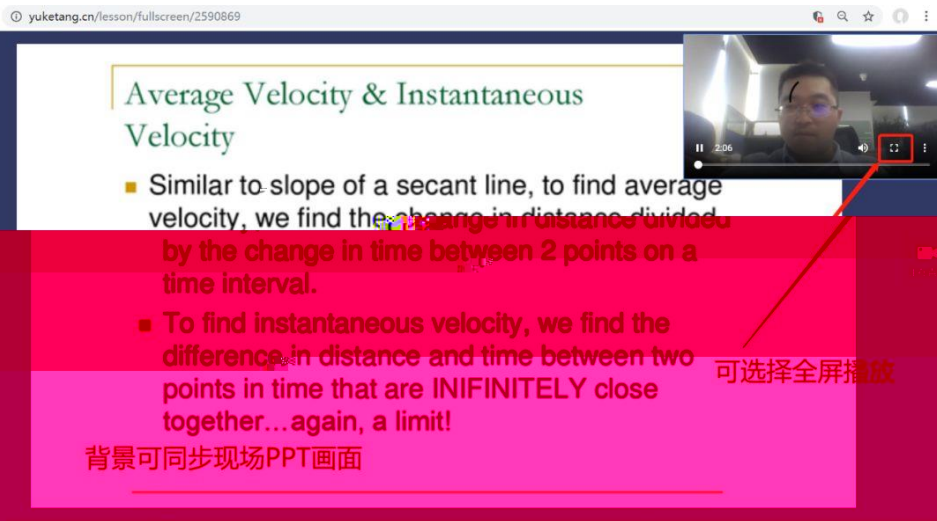 yuketang.cn/lesson/fullscreen/2590869
Average Velocity & Instantaneous
Velocity
2:06
Similar to slope of a secant line, to find average
velocity, we find the change in distance divided
by the change in time between 2 points on a
time interval.
To find instantaneous velocity, we find the
difference in distance and time between two
points in time that are INIFINITELY close
together...again, a limit!
可选择全屏播放
背景可同步现场PPT画面